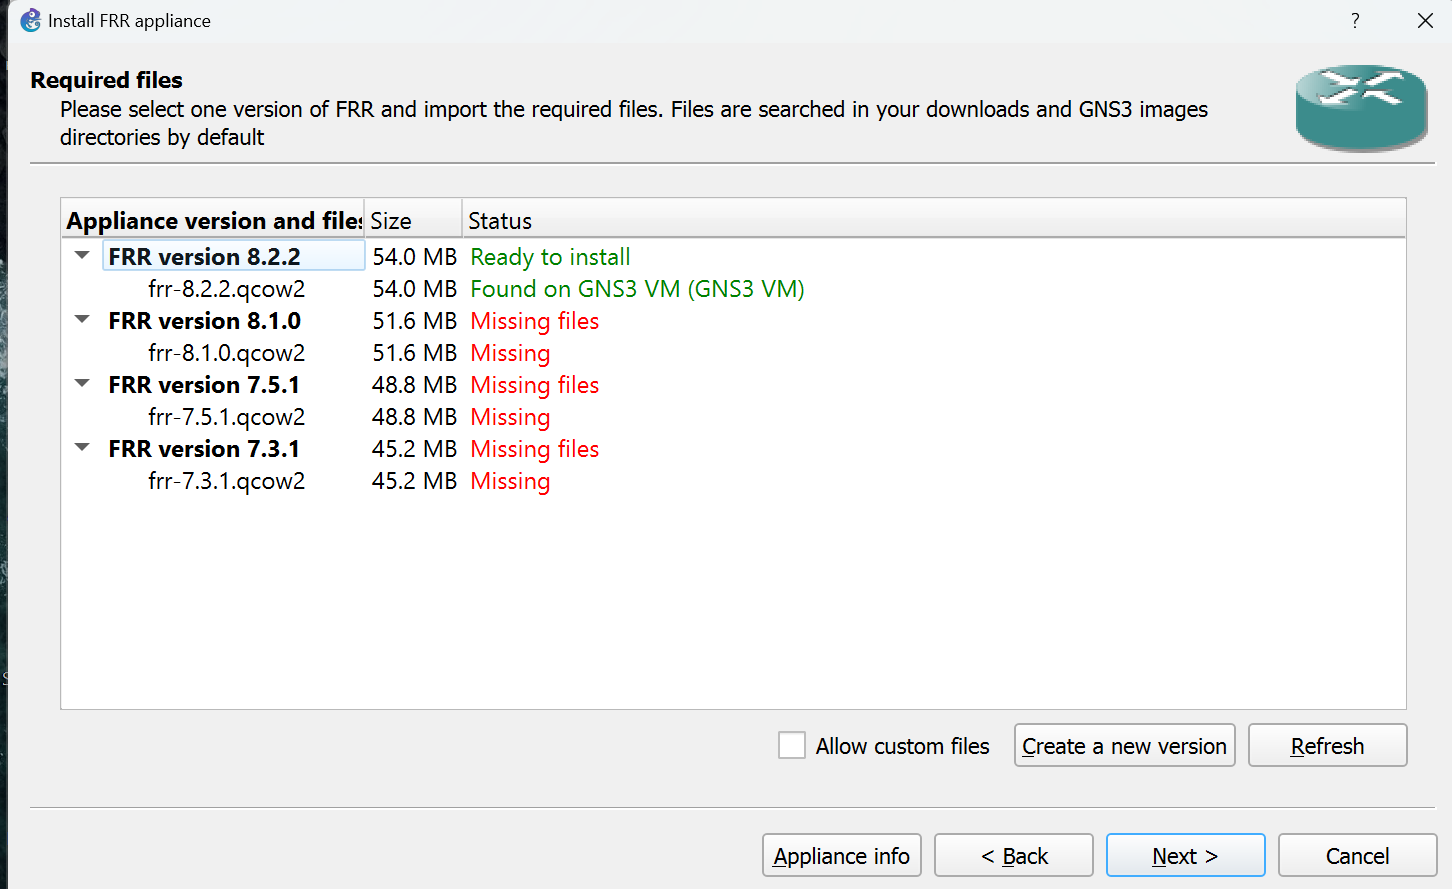 Install FRR appliance
?
Required files
Please select one version of FRR and import the required files. Files are searched in your downloads and GNS3 images
directories by default
Appliance version and files Size Status
FRR version 8.2.2 54.0 MB Ready to install
frr-8.2.2.qcow2 54.0 MB Found on GNS3 VM (GNS3 VM)
FRR version 8.1.0 51.6 MB Missing files
frr-8.1.0.qcow2 51.6 MB Missing
FRR version 7.5.1 48.8 MB Missing files
frr-7.5.1.qcow2 48.8 MB Missing
FRR version 7.3.1 45.2 MB Missing files
frr-7.3.1.qcow2 45.2 MB Missing
Allow custom files Create a new version Refresh
Appliance info < Back Next > Cancel